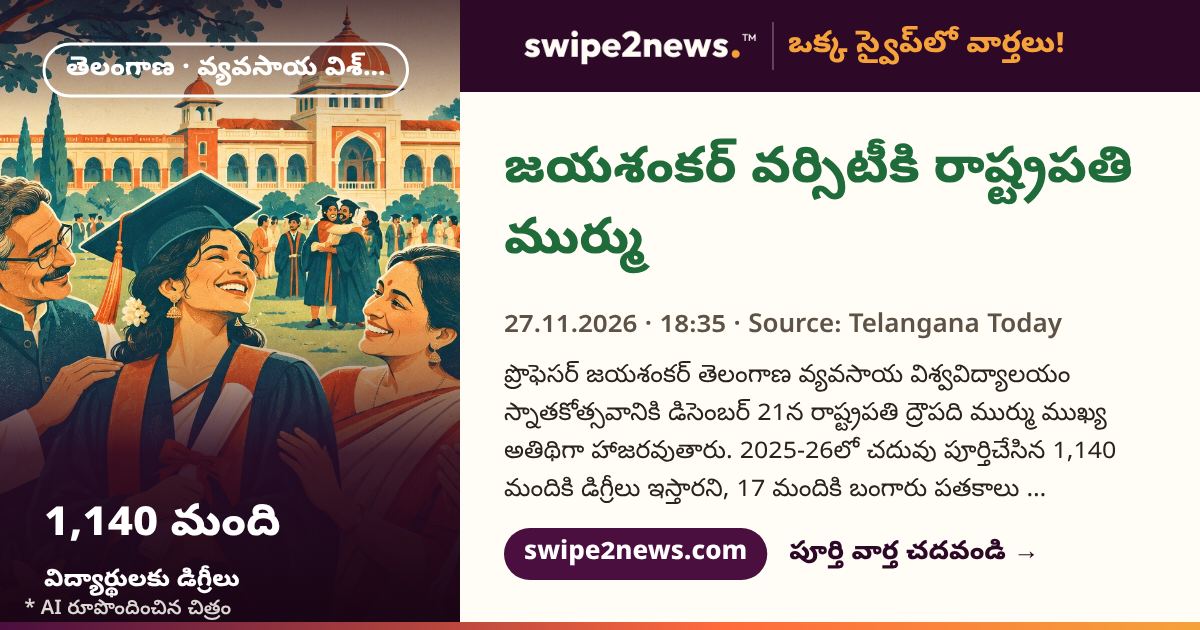 తెలంగాణ · వ్యవసాయ విశ్...
swipe2news.™ ఒక్క స్వైప్‌లో వార్తలు!
జయశంకర్ వర్సిటీకి రాష్ట్రపతి
ముర్ము
27.11.2026 · 18:35 · Source: Telangana Today
ప్రొఫెసర్ జయశంకర్ తెలంగాణ వ్యవసాయ విశ్వవిద్యాలయం
స్నాతకోత్సవానికి డిసెంబర్ 21న రాష్ట్రపతి ద్రౌపది ముర్ము ముఖ్య
అతిథిగా హాజరవుతారు. 2025-26లో చదువు పూర్తిచేసిన 1,140
మందికి డిగ్రీలు ఇస్తారని, 17 మందికి బంగారు పతకాలు ...
swipe2news.com పూర్తి వార్త చదవండి →
1,140 మంది
విద్యార్థులకు డిగ్రీలు
* AI రూపొందించిన చిత్రం